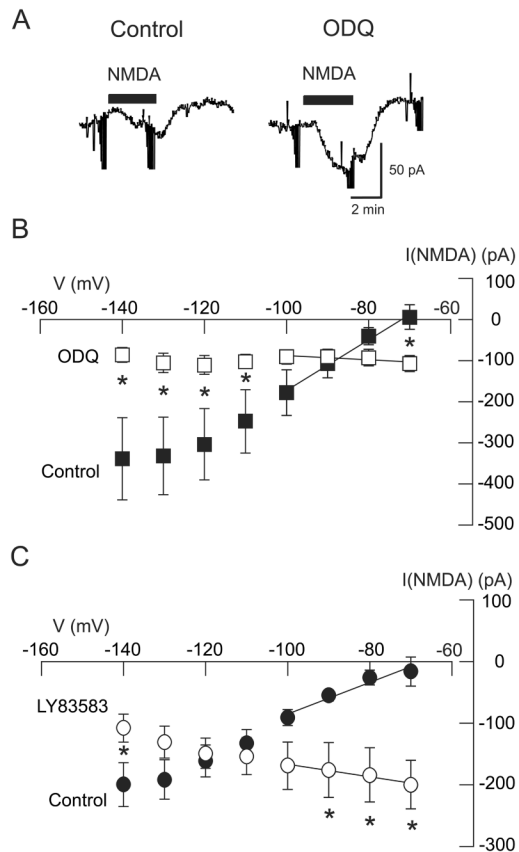 A
Control
ODQ
NMDA
NMDA
50 pA
2 min
B
V (mV)
I(NMDA) (pA)
-160 -140 -120 -100 -80 -60
100
0
-100
-200
-300
-400
-500
ODQ
* * * * *
Control
C
V (mV)
I(NMDA) (pA)
-160 -140 -120 -100 -80 -60
100
0
-100
-200
-300
LY83583
*
Control
* * *